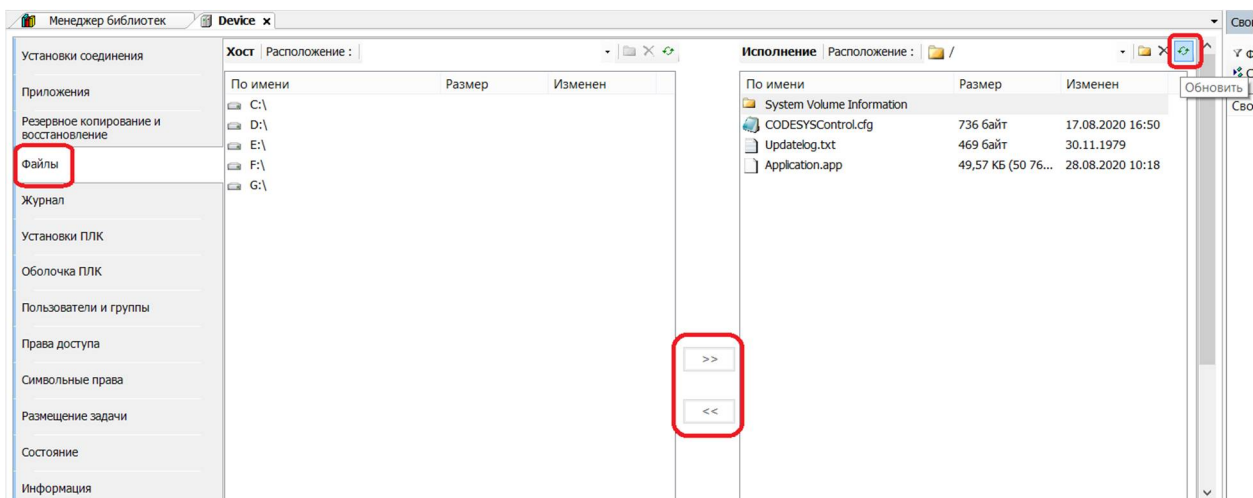 Менеджер библиотек
Device x
Установки соединения
Приложения
Резервное копирование и
восстановление
Файлы
Журнал
Установки ПЛК
Оболочка ПЛК
Пользователи и группы
Права доступа
Символьные права
Размещение задачи
Состояние
Информация
Хост Расположение :
По имени Размер Изменен
C:\
D:\
E:\
F:\
G:\
>>
<<
Исполнение Расположение : /
По имени Размер Изменен
System Volume Information
CODESYSControl.cfg 736 байт 17.08.2020 16:50
Updatelog.txt 469 байт 30.11.1979
Application.app 49,57 КБ (50 76... 28.08.2020 10:18
Обновить